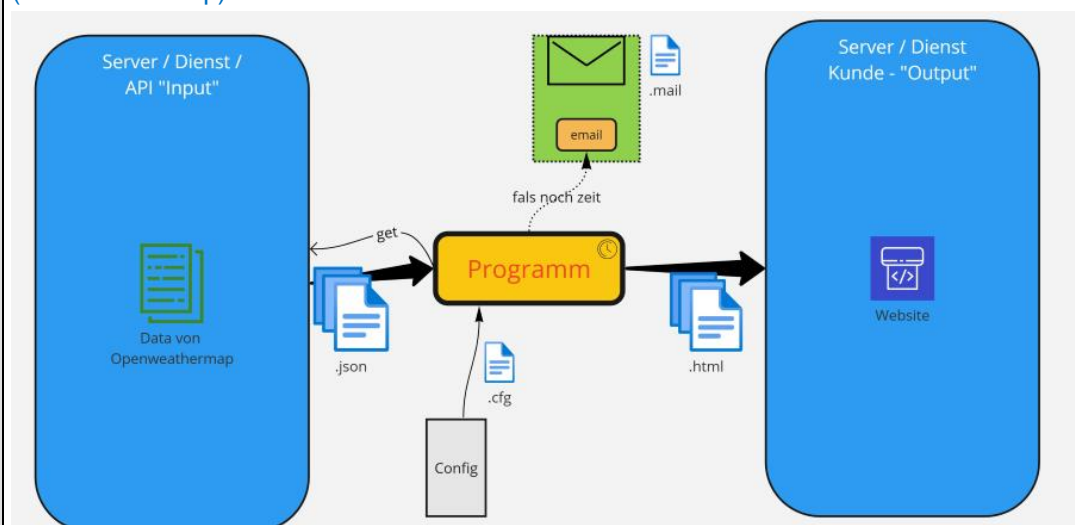 Server / Dienst /
API "Input"
Data von
Openweathermap
get
.json
Programm
.cfg
Config
fals noch zeit
email
.mail
.html
Server / Dienst
Kunde - "Output"
</>
Website